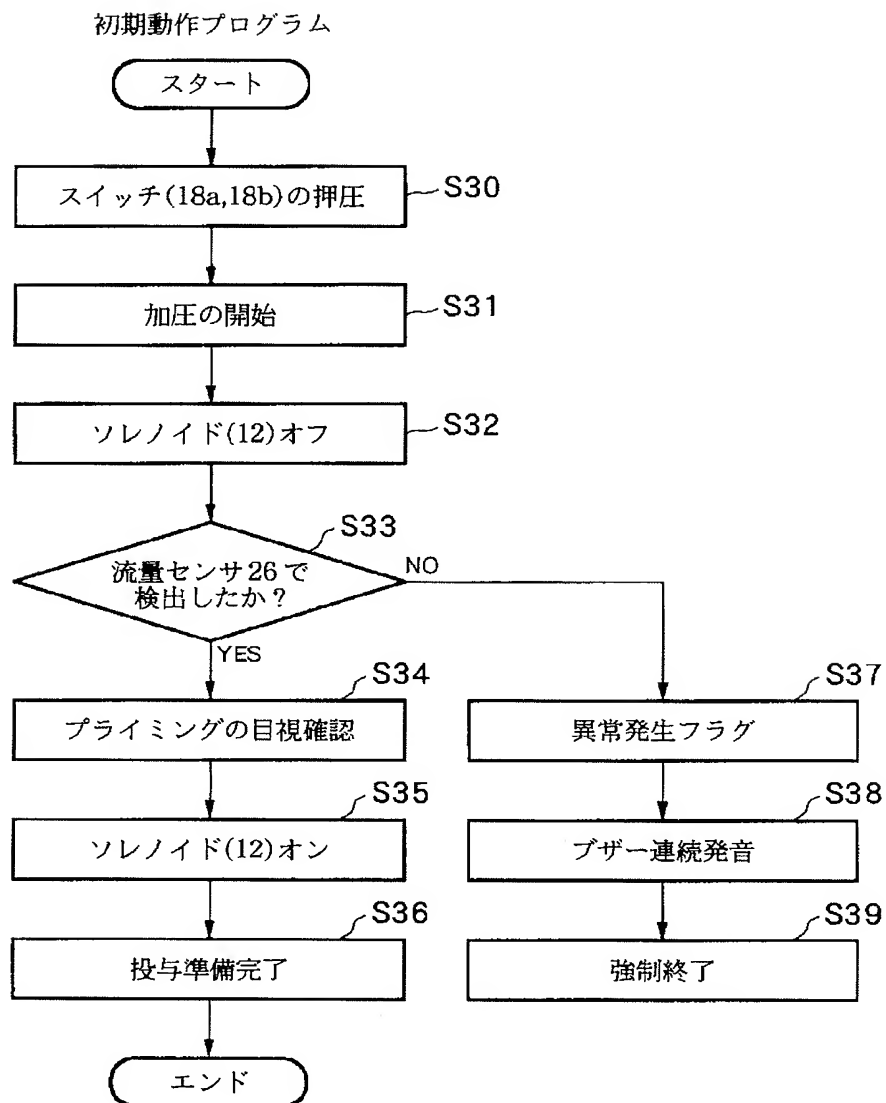 初期動作プログラム
スタート
スイッチ(18a,18b)の押圧
S30
加圧の開始
S31
ソレノイド(12)オフ
S32
S33
流量センサ26で
検出したか?
NO
YES
S34
プライミングの目視確認
S35
ソレノイド(12)オン
S36
投与準備完了
エンド
S37
異常発生フラグ
S38
ブザー連続発音
S39
強制終了